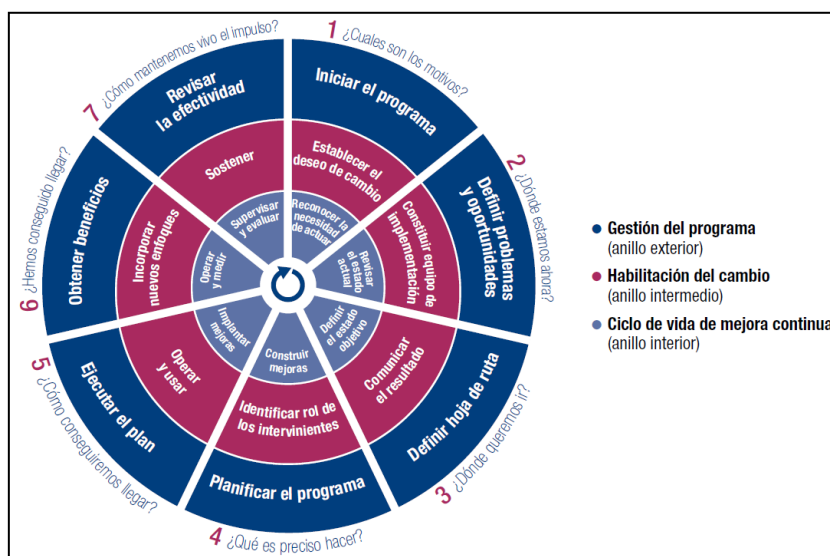 1 ¿Cuales son los motivos?
Iniciar el programa
Establecer el
deseo de cambio
Reconocer la
necesidad
de actuar
2 ¿Dónde estamos ahora?
Definir problemas
y oportunidades
Constituir equipo de
implementación
Revisar
el estado
actual
3 ¿Dónde queremos ir?
Definir hoja de ruta
Comunicar
el resultado
Definir
el estado
objetivo
4 ¿Qué es preciso hacer?
Planificar el programa
Identificar rol de
los intervinientes
Construir
mejoras
5 ¿Cómo conseguiremos llegar?
Ejecutar el plan
Operar
y usar
Implantar
mejoras
6 ¿Hemos conseguido llegar?
Obtener beneficios
Incorporar
nuevos enfoques
Operar
y medir
7 ¿Cómo mantenemos vivo el impulso?
Revisar
la efectividad
Sostener
Supervisar
y evaluar
Gestión del programa
(anillo exterior)
Habilitación del cambio
(anillo intermedio)
Ciclo de vida de mejora continua
(anillo interior)